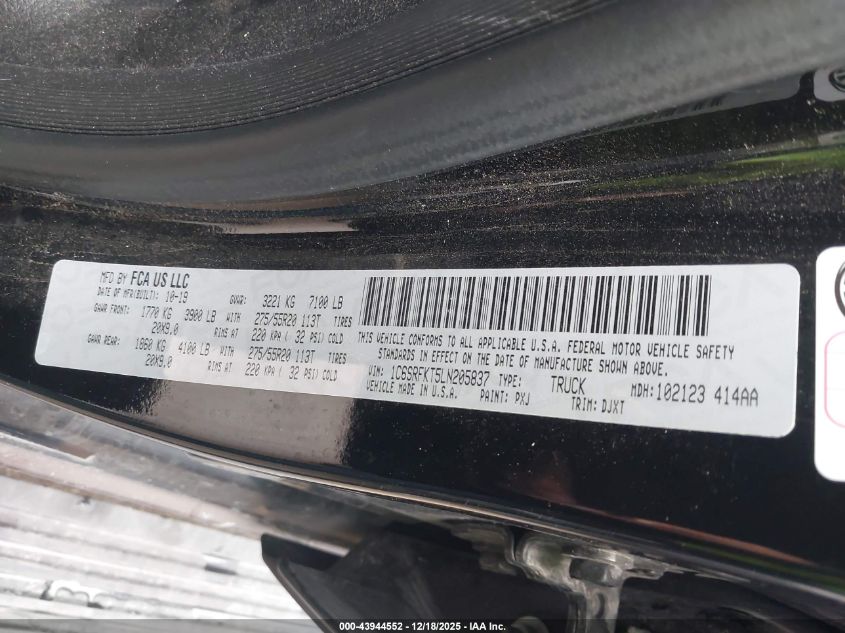 MFD BY FCA US LLC
DATE OF MFR(BUILT): 10-19 GVWR: 3221 KG 7100 LB
GAWR FRONT: 1770 KG 3900 LB WITH 275/55R20 113T TIRES
20X9.0 RIMS AT 220 KPA ( 32 PSI) COLD
GAWR REAR: 1860 KG 4100 LB WITH 275/55R20 113T TIRES
20X9.0 RIMS AT 220 KPA ( 32 PSI) COLD
THIS VEHICLE CONFORMS TO ALL APPLICABLE U.S.A. FEDERAL MOTOR VEHICLE SAFETY
STANDARDS IN EFFECT ON THE DATE OF MANUFACTURE SHOWN ABOVE.
VIN: 1C6SRFKT5LN205837 TYPE: TRUCK MDH:102123 414AA
VEHICLE MADE IN U.S.A. PAINT: PXJ TRIM: DJXT
000-43944552 — 12/18/2025 — IAA Inc.